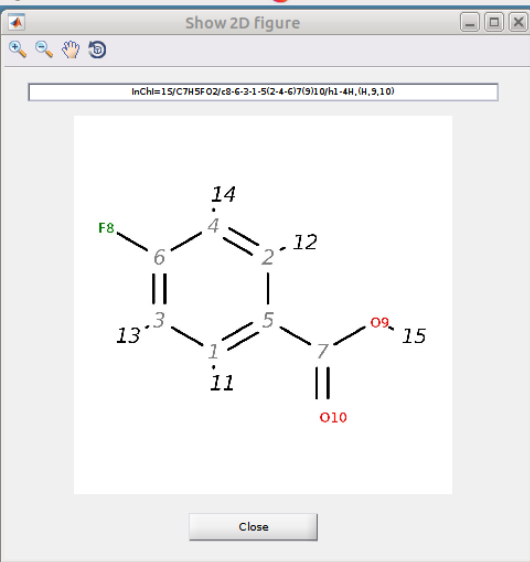 Show 2D figure
InChI=1S/C7H5FO2/c8-6-3-1-5(2-4-6)7(9)10/h1-4H,(H,9,10)
14
F8
4
12
6
2
13
3
5
O9
15
1
7
11
O10
Close